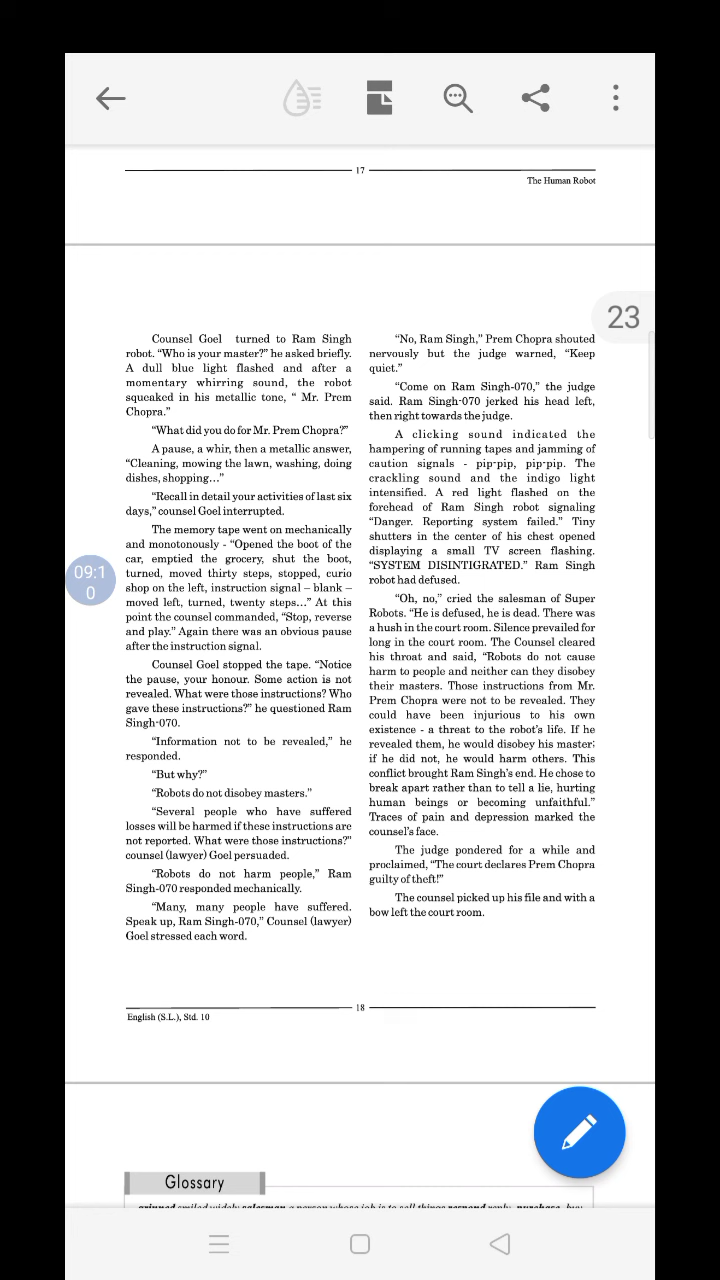 17
The Human Robot
23
Counsel Goel turned to Ram Singh
robot. “Who is your master?” he asked briefly.
A dull blue light flashed and after a
momentary whirring sound, the robot
squeaked in his metallic tone, “ Mr. Prem
Chopra.”
“What did you do for Mr. Prem Chopra?”
A pause, a whir, then a metallic answer,
“Cleaning, mowing the lawn, washing, doing
dishes, shopping...”
“Recall in detail your activities of last six
days,” counsel Goel interrupted.
The memory tape went on mechanically
and monotonously - “Opened the boot of the
car, emptied the grocery, shut the boot,
turned, moved thirty steps, stopped, curio
shop on the left, instruction signal – blank –
moved left, turned, twenty steps...” At this
point the counsel commanded, “Stop, reverse
and play.” Again there was an obvious pause
after the instruction signal.
Counsel Goel stopped the tape. “Notice
the pause, your honour. Some action is not
revealed. What were those instructions? Who
gave these instructions?” he questioned Ram
Singh-070.
“Information not to be revealed,” he
responded.
“But why?”
“Robots do not disobey masters.”
“Several people who have suffered
losses will be harmed if these instructions are
not reported. What were those instructions?”
counsel (lawyer) Goel persuaded.
“Robots do not harm people,” Ram
Singh-070 responded mechanically.
“Many, many people have suffered.
Speak up, Ram Singh-070,” Counsel (lawyer)
Goel stressed each word.
“No, Ram Singh,” Prem Chopra shouted
nervously but the judge warned, “Keep
quiet.”
“Come on Ram Singh-070,” the judge
said. Ram Singh-070 jerked his head left,
then right towards the judge.
A clicking sound indicated the
hampering of running tapes and jamming of
caution signals - pip-pip, pip-pip. The
crackling sound and the indigo light
intensified. A red light flashed on the
forehead of Ram Singh robot signaling
“Danger. Reporting system failed.” Tiny
shutters in the center of his chest opened
displaying a small TV screen flashing.
“SYSTEM DISINTIGRATED.” Ram Singh
robot had defused.
“Oh, no,” cried the salesman of Super
Robots. “He is defused, he is dead. There was
a hush in the court room. Silence prevailed for
long in the court room. The Counsel cleared
his throat and said, “Robots do not cause
harm to people and neither can they disobey
their masters. Those instructions from Mr.
Prem Chopra were not to be revealed. They
could have been injurious to his own
existence - a threat to the robot’s life. If he
revealed them, he would disobey his master;
if he did not, he would harm others. This
conflict brought Ram Singh’s end. He chose to
break apart rather than to tell a lie, hurting
human beings or becoming unfaithful.”
Traces of pain and depression marked the
counsel’s face.
The judge pondered for a while and
proclaimed, “The court declares Prem Chopra
guilty of theft!”
The counsel picked up his file and with a
bow left the court room.
09:1
0
18
English (S.L.), Std. 10
Glossary
grinned smiled widely salesman a person whose job is to sell things respond reply, purchase, buy